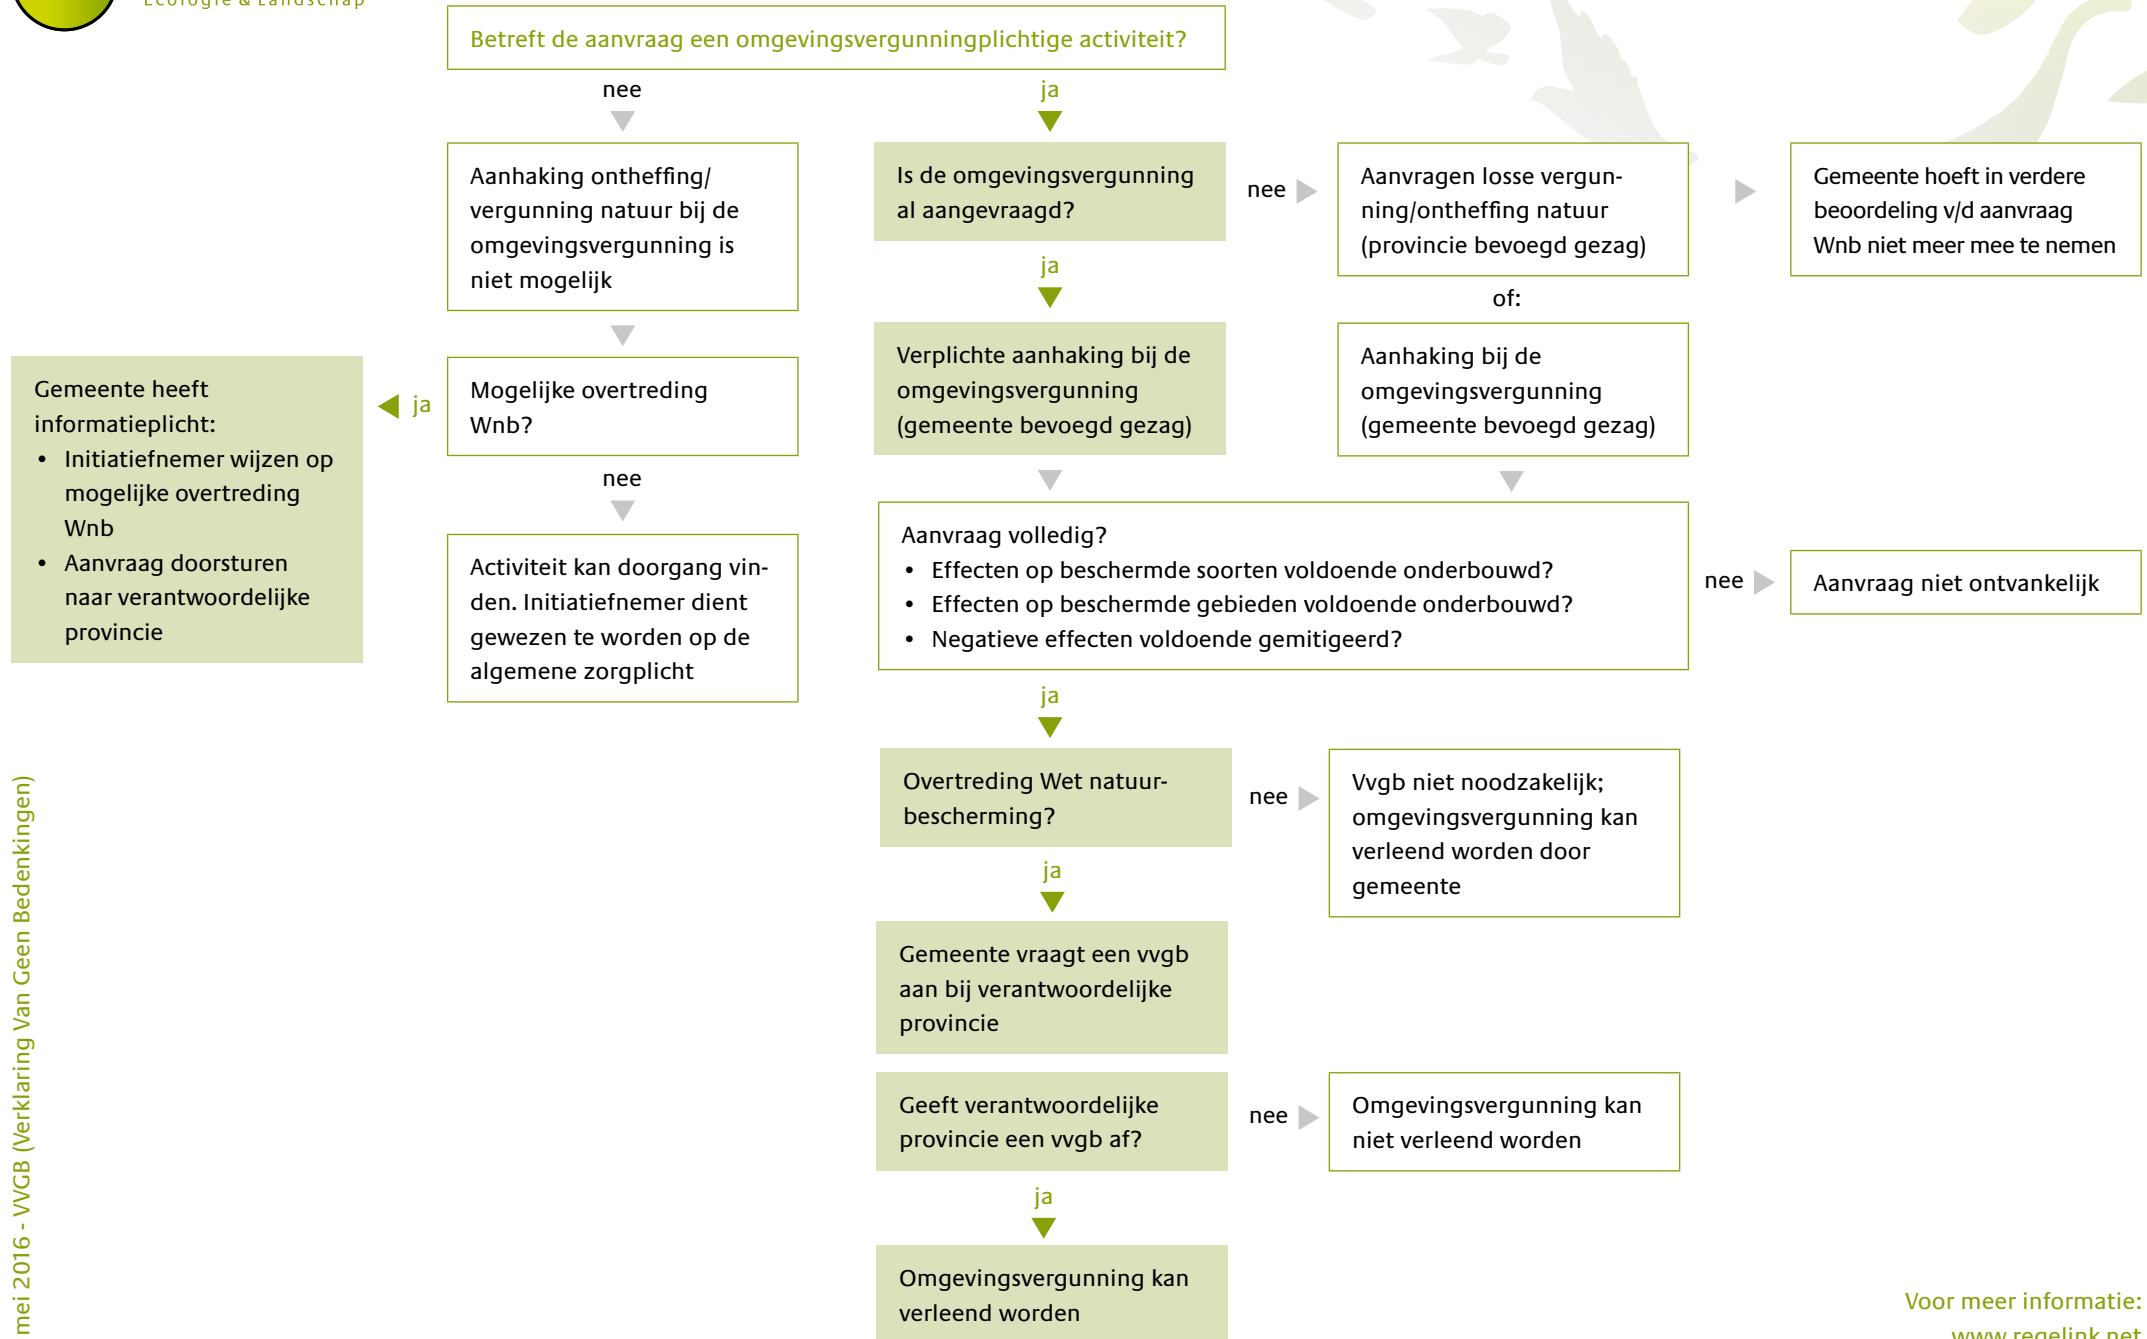 Ecologie & Landschap
Betreft de aanvraag een omgevingsvergunningplichtige activiteit?
nee
ja
Aanhaking ontheffing/
vergunning natuur bij de
omgevingsvergunning is
niet mogelijk
Is de omgevingsvergunning
al aangevraagd?
nee
Aanvragen losse vergun-
ning/ontheffing natuur
(provincie bevoegd gezag)
Gemeente hoeft in verdere
beoordeling v/d aanvraag
Wnb niet meer mee te nemen
ja
of:
Gemeente heeft
informatieplicht:
• Initiatiefnemer wijzen op
mogelijke overtreding
Wnb
• Aanvraag doorsturen
naar verantwoordelijke
provincie
ja
Mogelijke overtreding
Wnb?
Verplichte aanhaking bij de
omgevingsvergunning
(gemeente bevoegd gezag)
Aanhaking bij de
omgevingsvergunning
(gemeente bevoegd gezag)
nee
Activiteit kan doorgang vin-
den. Initiatiefnemer dient
gewezen te worden op de
algemene zorgplicht
Aanvraag volledig?
• Effecten op beschermde soorten voldoende onderbouwd?
• Effecten op beschermde gebieden voldoende onderbouwd?
• Negatieve effecten voldoende gemitigeerd?
nee
Aanvraag niet ontvankelijk
ja
Overtreding Wet natuur-
bescherming?
nee
Vvgb niet noodzakelijk;
omgevingsvergunning kan
verleend worden door
gemeente
ja
Gemeente vraagt een vvgb
aan bij verantwoordelijke
provincie
Geeft verantwoordelijke
provincie een vvgb af?
nee
Omgevingsvergunning kan
niet verleend worden
ja
Omgevingsvergunning kan
verleend worden
mei 2016 - VVGB (Verklaring Van Geen Bedenkingen)
Voor meer informatie:
www.regelink.net